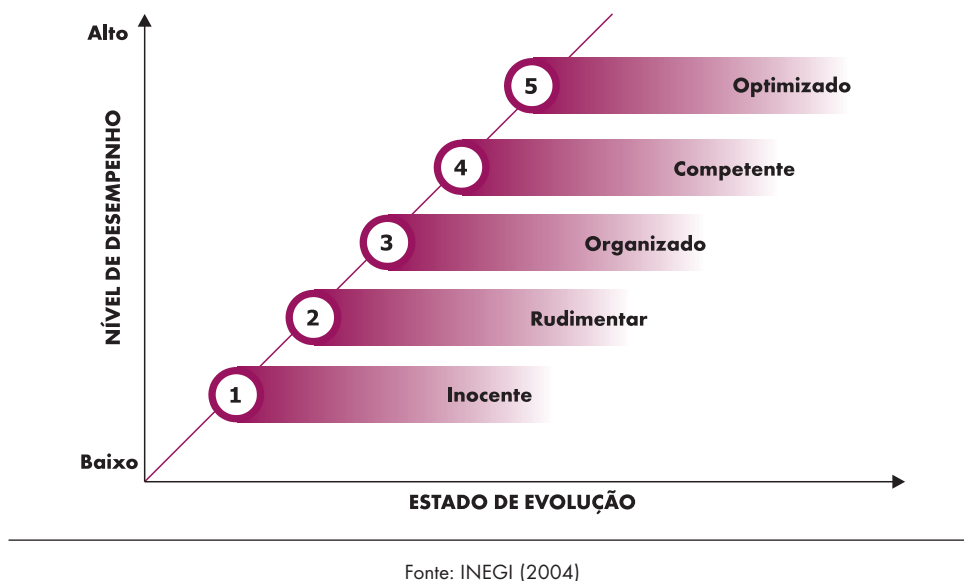 Alto
NÍVEL DE DESEMPENHO
5
Optimizado
4
Competente
3
Organizado
2
Rudimentar
1
Inocente
Baixo
ESTADO DE EVOLUÇÃO
Fonte: INEGI (2004)